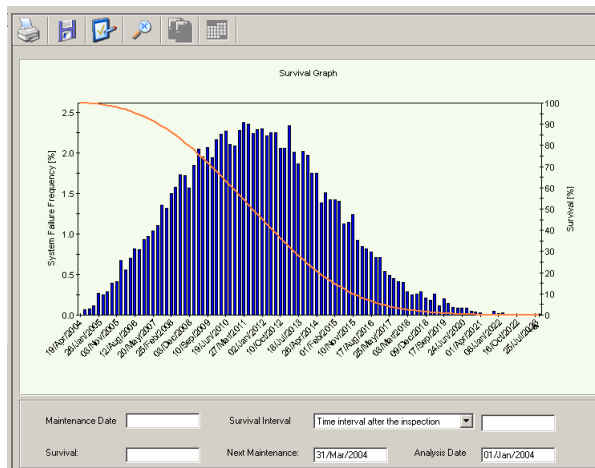 Survival Graph
System Failure Frequency [%]
2.5
2.0
1.5
1.0
0.5
0.0
100
90
80
70
60
50
40
30
20
10
0
Survival [%]
19/Apr/2004
26/Jan/2005
03/Nov/2005
12/Aug/2006
20/May/2007
25/Feb/2008
03/Dec/2008
10/Sep/2009
19/Jun/2010
27/Mar/2011
02/Jan/2012
10/Oct/2012
18/Jul/2013
26/Apr/2014
01/Feb/2015
10/Nov/2015
17/Aug/2016
25/May/2017
03/Mar/2018
09/Dec/2018
17/Sep/2019
24/Jun/2020
01/Apr/2021
08/Jan/2022
16/Oct/2022
25/Jul/2023
Maintenance Date Survival Interval Time interval after the inspection
Survival: Next Maintenance: 31/Mar/2004 Analysis Date 01/Jan/2004